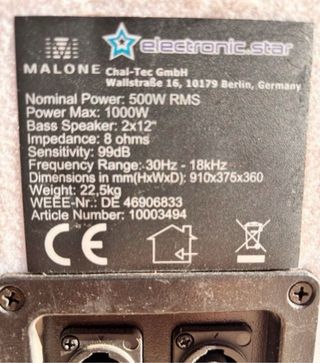 electronic.star
MALONE Chal-Tec GmbH
Wallstraße 16, 10179 Berlin, Germany
Nominal Power: 500W RMS
Power Max: 1000W
Bass Speaker: 2x12"
Impedance: 8 ohms
Sensitivity: 99dB
Frequency Range: 30Hz - 18kHz
Dimensions in mm(HxWxD): 910x375x360
Weight: 22,5kg
WEEE-Nr.: DE 46906833
Article Number: 10003494
CE